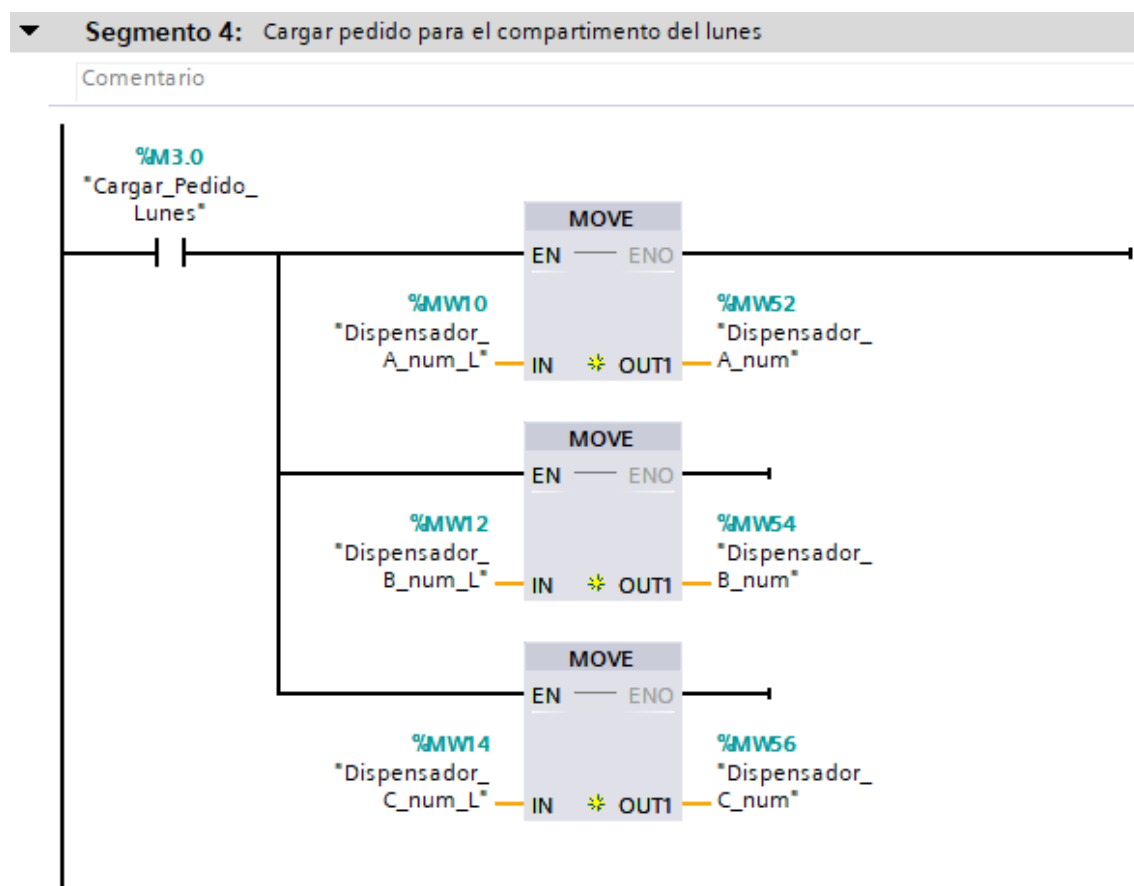 Segmento 4: Cargar pedido para el compartimento del lunes
Comentario
%M3.0
"Cargar_Pedido_
Lunes"
MOVE
EN ENO
%MW10
"Dispensador_
A_num_L"
IN OUT1
%MW52
"Dispensador_
A_num"
MOVE
EN ENO
%MW12
"Dispensador_
B_num_L"
IN OUT1
%MW54
"Dispensador_
B_num"
MOVE
EN ENO
%MW14
"Dispensador_
C_num_L"
IN OUT1
%MW56
"Dispensador_
C_num"